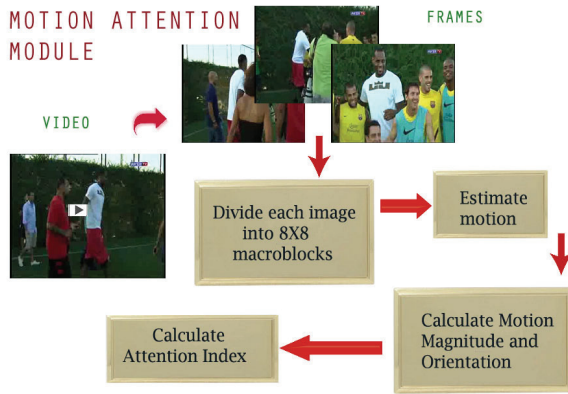 MOTION ATTENTION
MODULE
FRAMES
VIDEO
Divide each image
into 8X8
macroblocks
Estimate
motion
Calculate Motion
Magnitude and
Orientation
Calculate
Attention Index